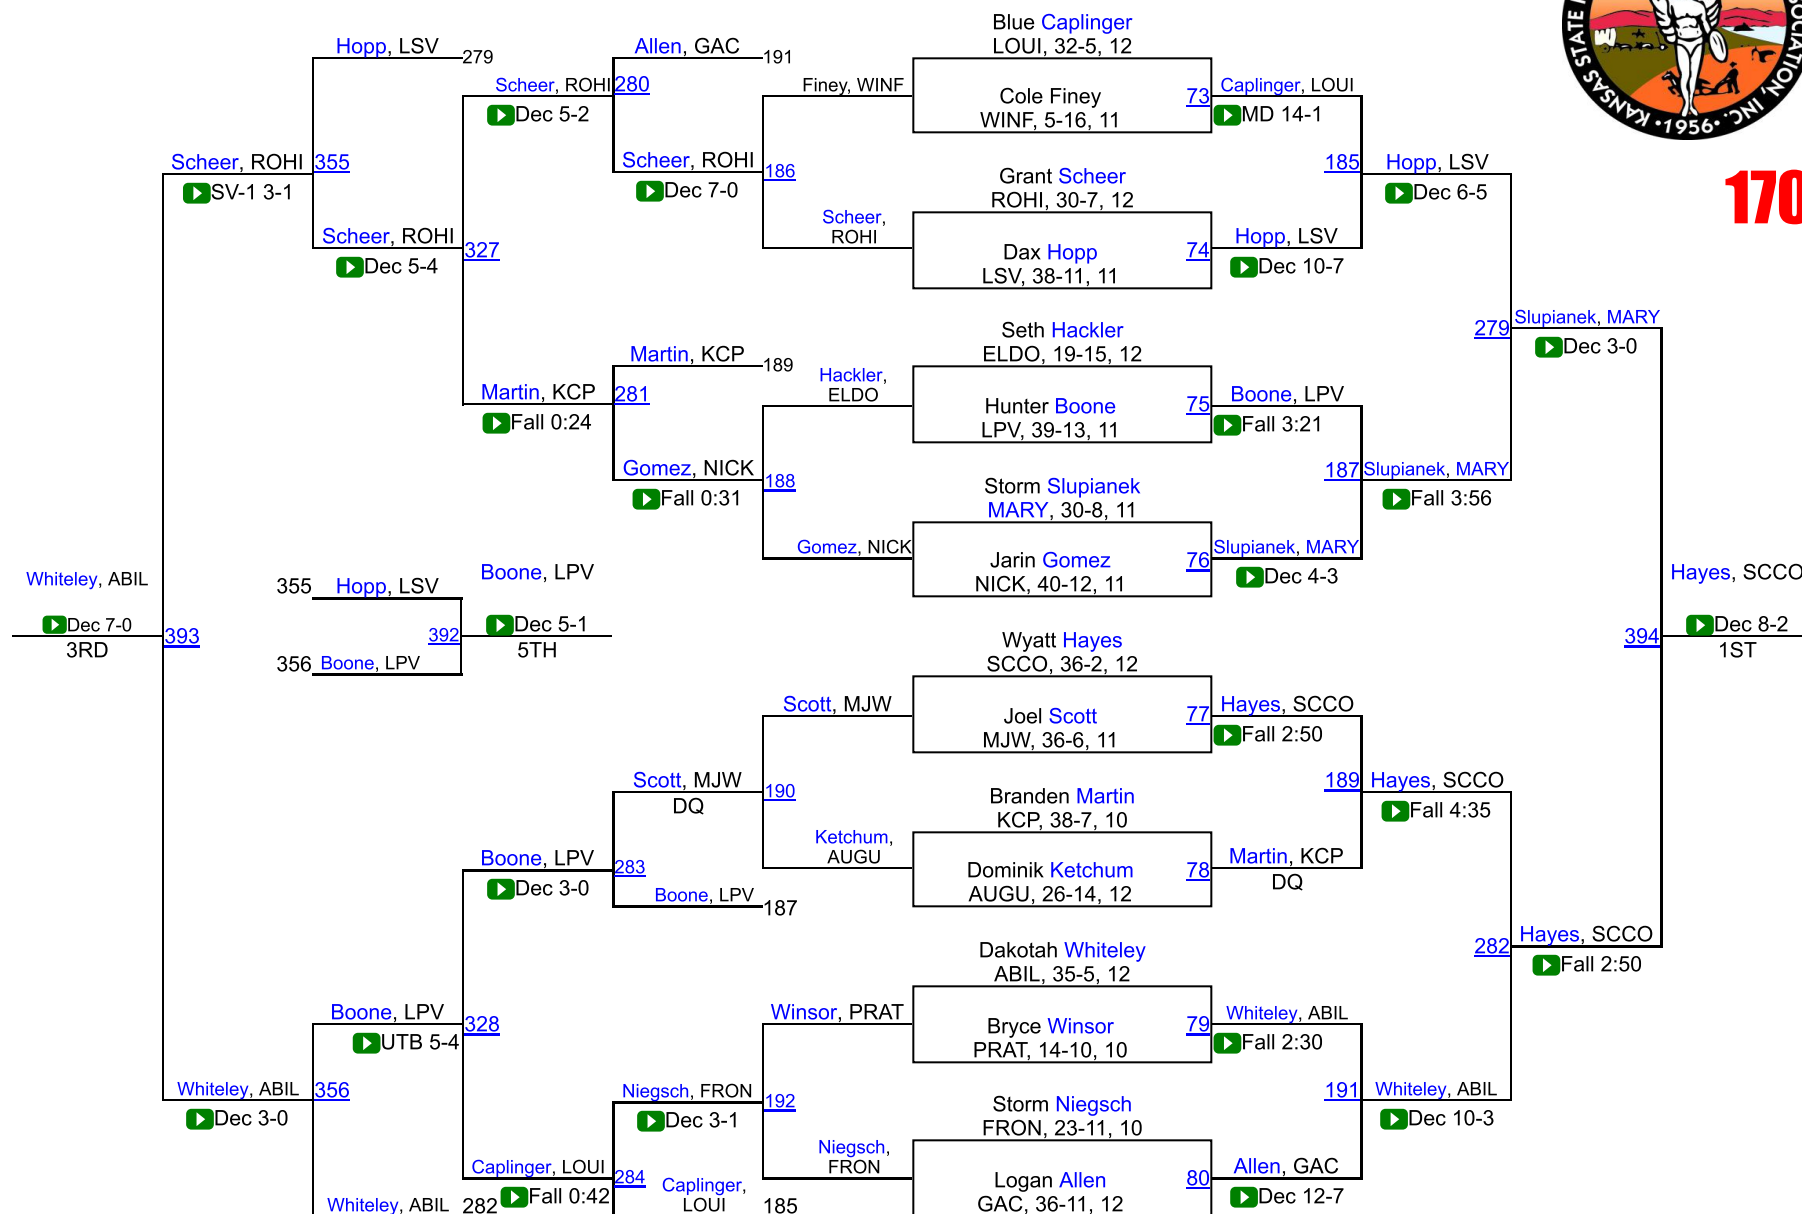 Blue Caplinger
LOUI, 32-5, 12
Cole Finey
WINF, 5-16, 11
Grant Scheer
ROHI, 30-7, 12
Dax Hopp
LSV, 38-11, 11
Seth Hackler
ELDO, 19-15, 12
Hunter Boone
LPV, 39-13, 11
Storm Slupianek
MARY, 30-8, 11
Jarin Gomez
NICK, 40-12, 11
Wyatt Hayes
SCCO, 36-2, 12
Joel Scott
MJW, 36-6, 11
Branden Martin
KCP, 38-7, 10
Dominik Ketchum
AUGU, 26-14, 12
Dakotah Whiteley
ABIL, 35-5, 12
Bryce Winsor
PRAT, 14-10, 10
Storm Niegsch
FRON, 23-11, 10
Logan Allen
GAC, 36-11, 12
73
Caplinger, LOUI
MD 14-1
74
Hopp, LSV
Dec 10-7
75
Boone, LPV
Fall 3:21
76
Slupianek, MARY
Dec 4-3
77
Hayes, SCCO
Fall 2:50
78
Martin, KCP
DQ
79
Whiteley, ABIL
Fall 2:30
80
Allen, GAC
Dec 12-7
185
Hopp, LSV
Dec 6-5
187
Slupianek, MARY
Fall 3:56
189
Hayes, SCCO
Fall 4:35
191
Whiteley, ABIL
Dec 10-3
279
Slupianek, MARY
Dec 3-0
282
Hayes, SCCO
Fall 2:50
394
Hayes, SCCO
Dec 8-2
1ST
Finey, WINF
Scheer,
ROHI
186
Hackler,
ELDO
Gomez, NICK
188
Scott, MJW
Ketchum,
AUGU
190
Winsor, PRAT
Niegsch,
FRON
192
Allen, GAC
191
Scheer, ROHI
Dec 7-0
280
Martin, KCP
189
Gomez, NICK
Fall 0:31
281
Scott, MJW
DQ
283
Boone, LPV
187
Niegsch, FRON
Dec 3-1
284
Caplinger,
LOUI
185
Scheer, ROHI
Dec 5-2
Martin, KCP
Fall 0:24
327
Boone, LPV
Dec 3-0
Caplinger, LOUI
Fall 0:42
328
Hopp, LSV
279
Scheer, ROHI
Dec 5-4
355
Boone, LPV
UTB 5-4
356
Whiteley, ABIL
282
Scheer, ROHI
SV-1 3-1
Whiteley, ABIL
Dec 3-0
393
Whiteley, ABIL
Dec 7-0
3RD
355
Hopp, LSV
356
Boone, LPV
392
Boone, LPV
Dec 5-1
5TH
KANSAS STATE
OCIATION, INC.
•1956•
170